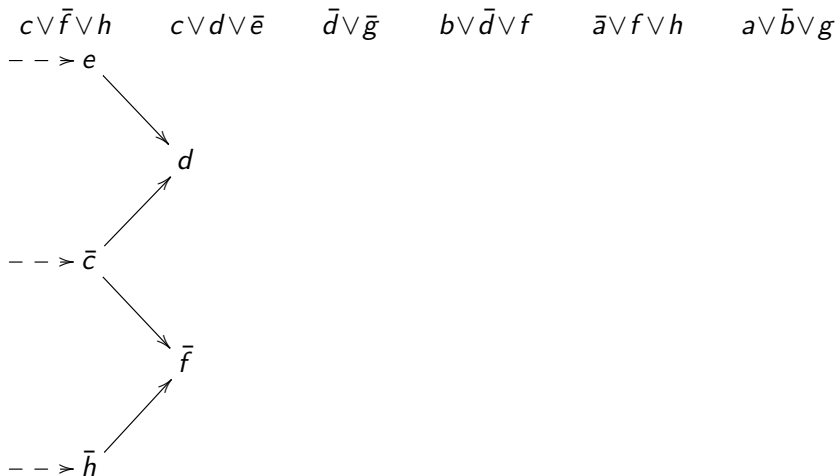 c ∨ f̄ ∨ h c ∨ d ∨ ē d̄ ∨ ḡ b ∨ d̄ ∨ f ā ∨ f ∨ h a ∨ b̄ ∨ g
e
d
c̄
f̄
h̄